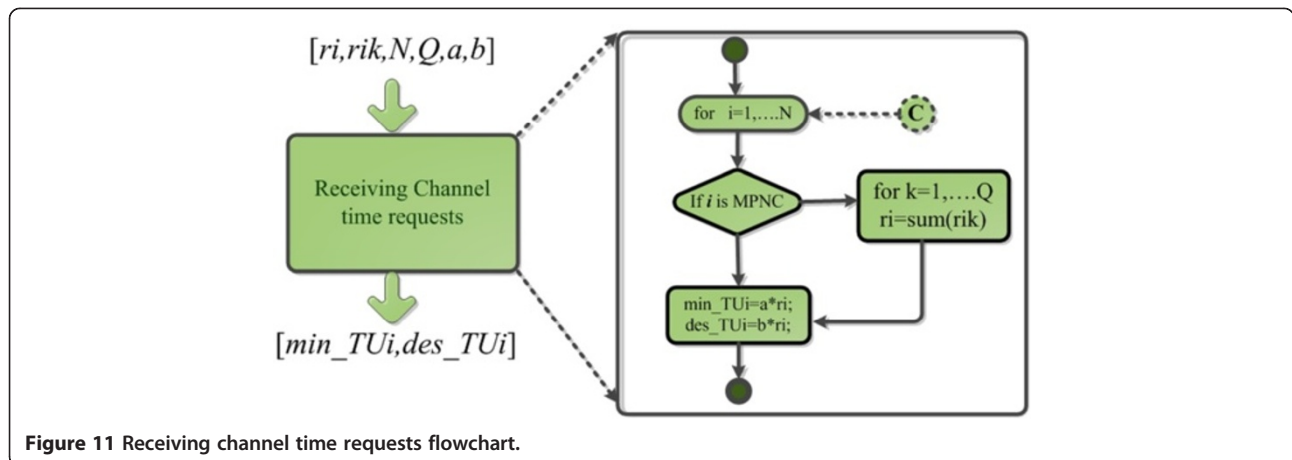 [ri,rik,N,Q,a,b]
Receiving Channel
time requests
[min_TUi,des_TUi]
for i=1,....N
C
If i is MPNC
for k=1,....Q
ri=sum(rik)
min_TUi=a*ri;
des_TUi=b*ri;
Figure 11 Receiving channel time requests flowchart.